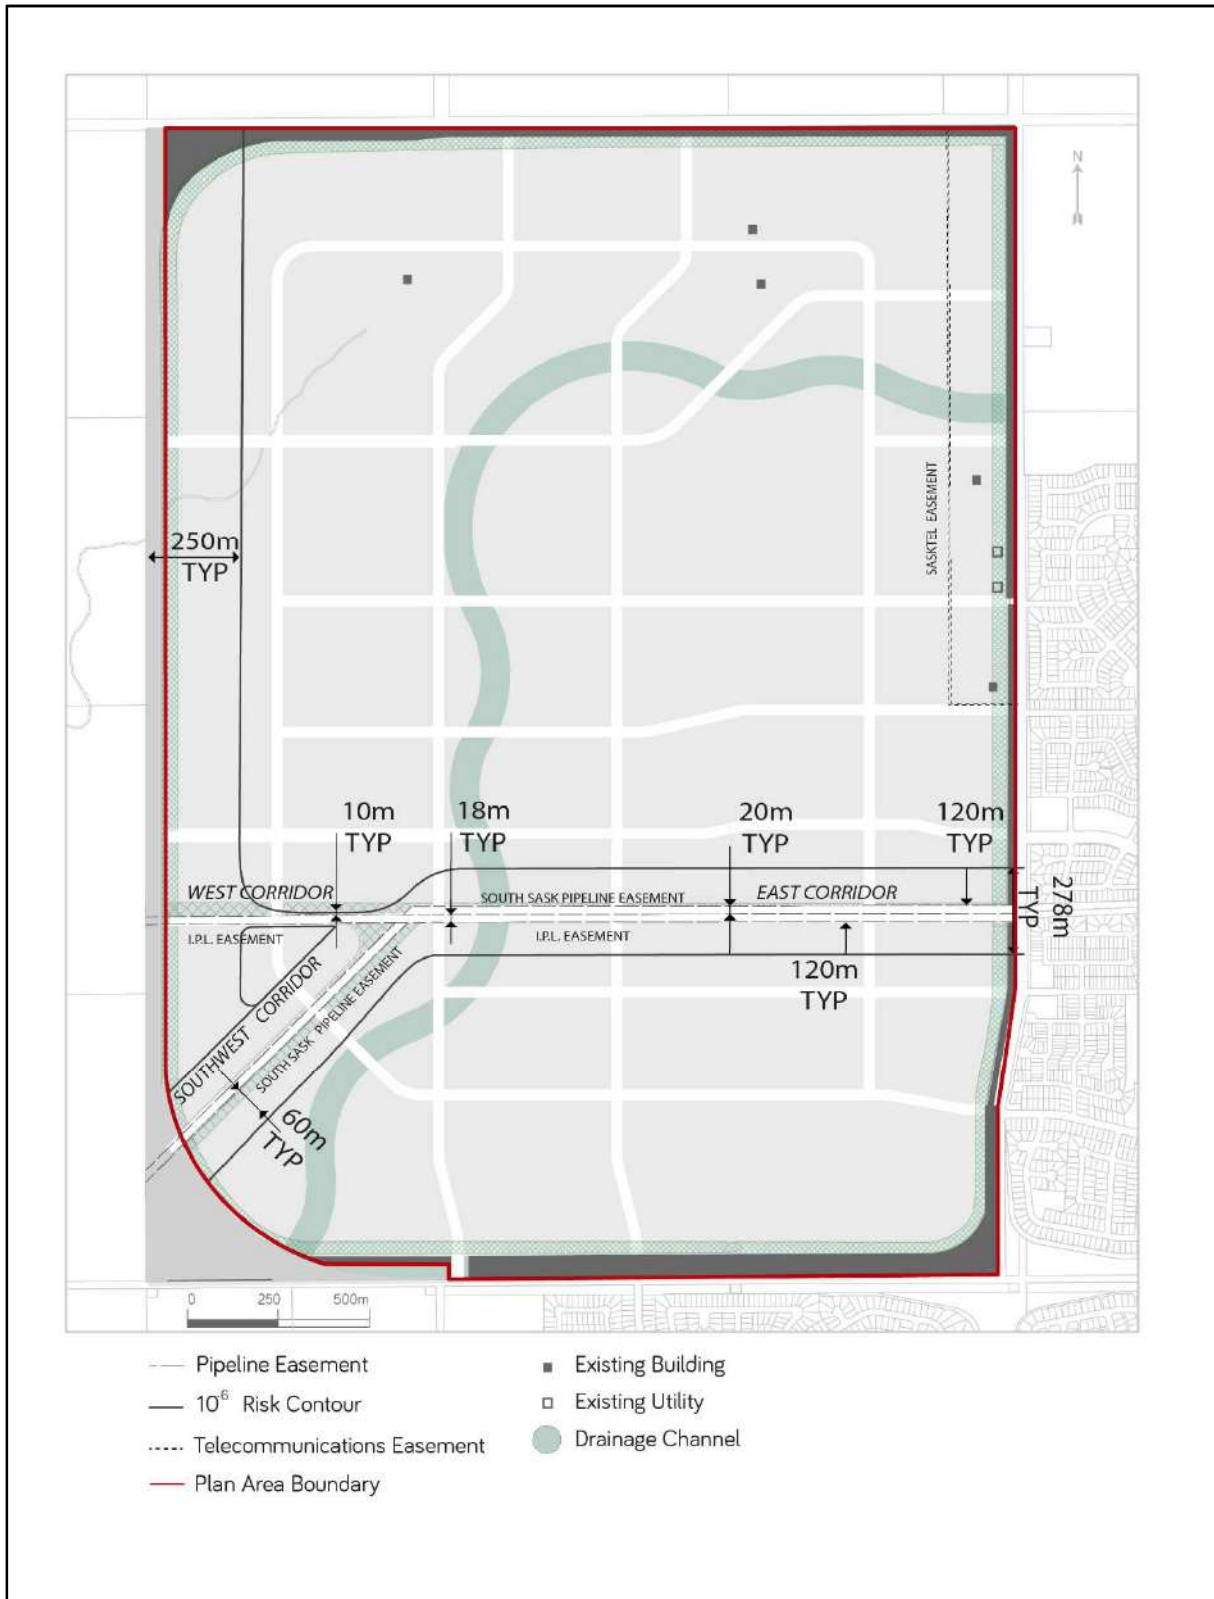 N
SASKTEL EASEMENT
250m
TYP
10m
TYP
18m
TYP
20m
TYP
120m
TYP
WEST CORRIDOR
SOUTH SASK PIPELINE EASEMENT
EAST CORRIDOR
278m
TYP
I.P.L. EASEMENT
I.P.L. EASEMENT
120m
TYP
SOUTHWEST CORRIDOR
SOUTH SASK PIPELINE EASEMENT
60m
TYP
0 250 500m
Pipeline Easement
10⁻⁶ Risk Contour
Telecommunications Easement
Plan Area Boundary
Existing Building
Existing Utility
Drainage Channel